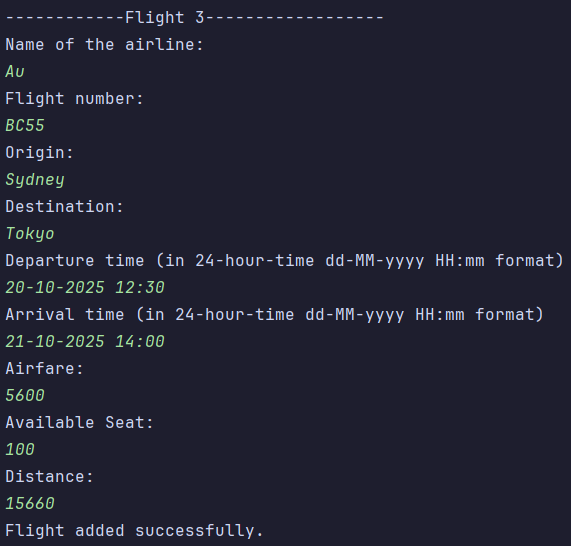 ------------Flight 3------------------
Name of the airline:
Au
Flight number:
BC55
Origin:
Sydney
Destination:
Tokyo
Departure time (in 24-hour-time dd-MM-yyyy HH:mm format)
20-10-2025 12:30
Arrival time (in 24-hour-time dd-MM-yyyy HH:mm format)
21-10-2025 14:00
Airfare:
5600
Available Seat:
100
Distance:
15660
Flight added successfully.